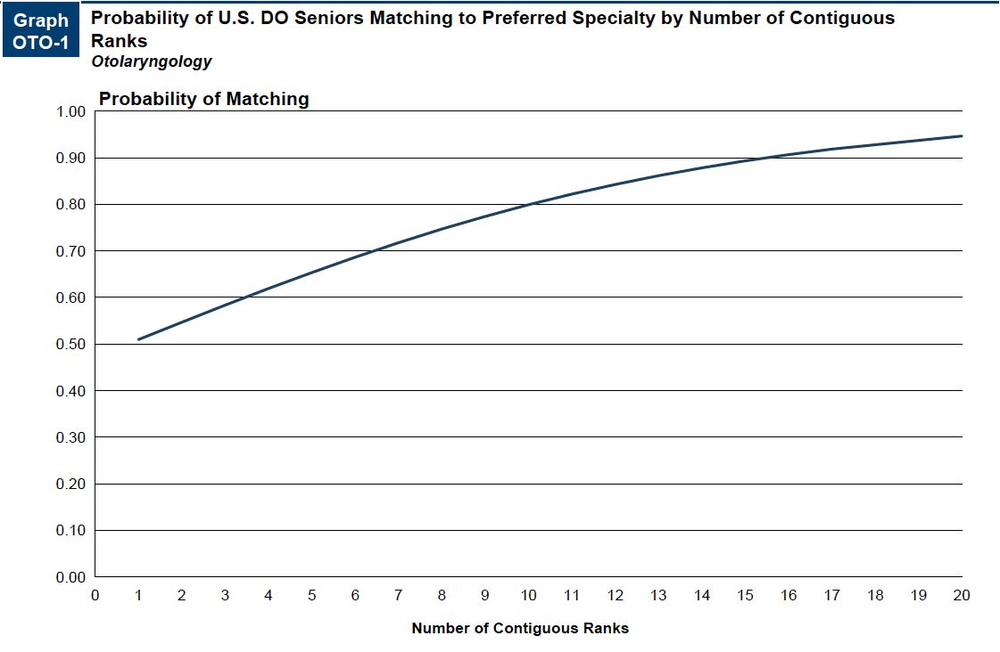 Graph
OTO-1
Probability of U.S. DO Seniors Matching to Preferred Specialty by Number of Contiguous
Ranks
Otolaryngology
Probability of Matching
1.00
0.90
0.80
0.70
0.60
0.50
0.40
0.30
0.20
0.10
0.00
0 1 2 3 4 5 6 7 8 9 10 11 12 13 14 15 16 17 18 19 20
Number of Contiguous Ranks